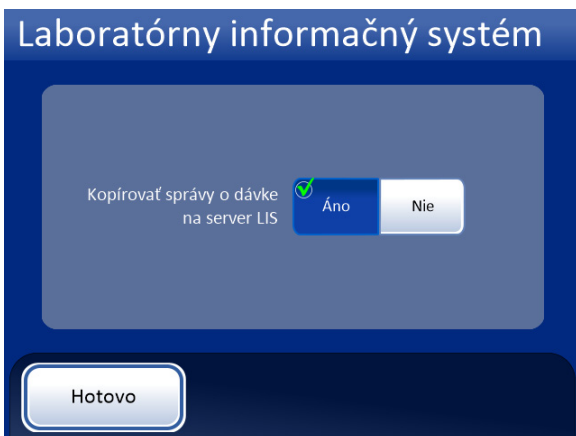 Laboratórny informačný systém
Kopírovať správy o dávke
na server LIS
Áno
Nie
Hotovo